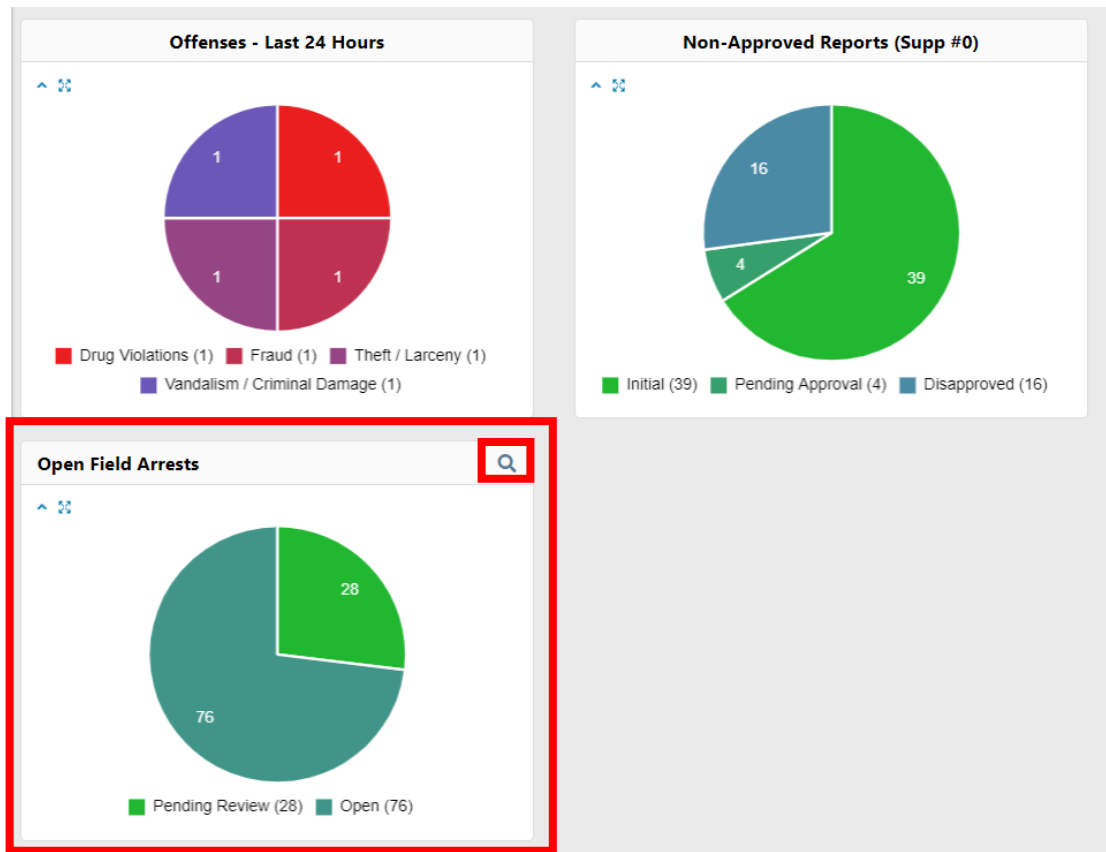 Offenses - Last 24 Hours
1
1
1
1
Drug Violations (1) Fraud (1) Theft / Larceny (1)
Vandalism / Criminal Damage (1)
Non-Approved Reports (Supp #0)
16
4
39
Initial (39) Pending Approval (4) Disapproved (16)
Open Field Arrests
28
76
Pending Review (28) Open (76)